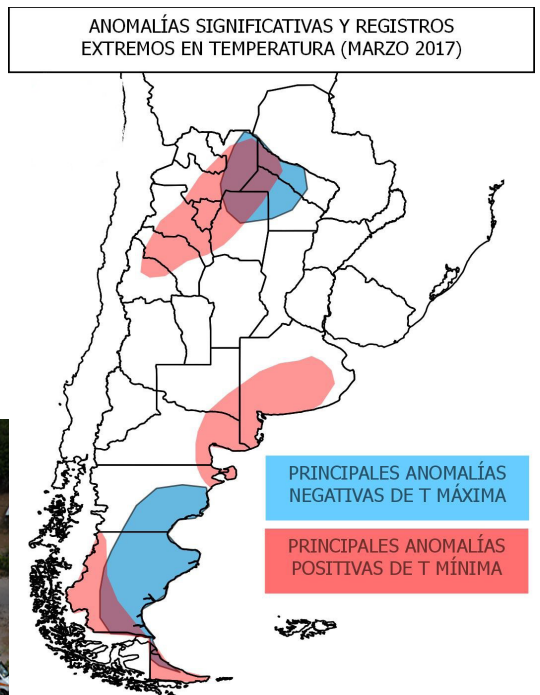 ANOMALÍAS SIGNIFICATIVAS Y REGISTROS
EXTREMOS EN TEMPERATURA (MARZO 2017)
PRINCIPALES ANOMALÍAS
NEGATIVAS DE T MÁXIMA
PRINCIPALES ANOMALÍAS
POSITIVAS DE T MÍNIMA